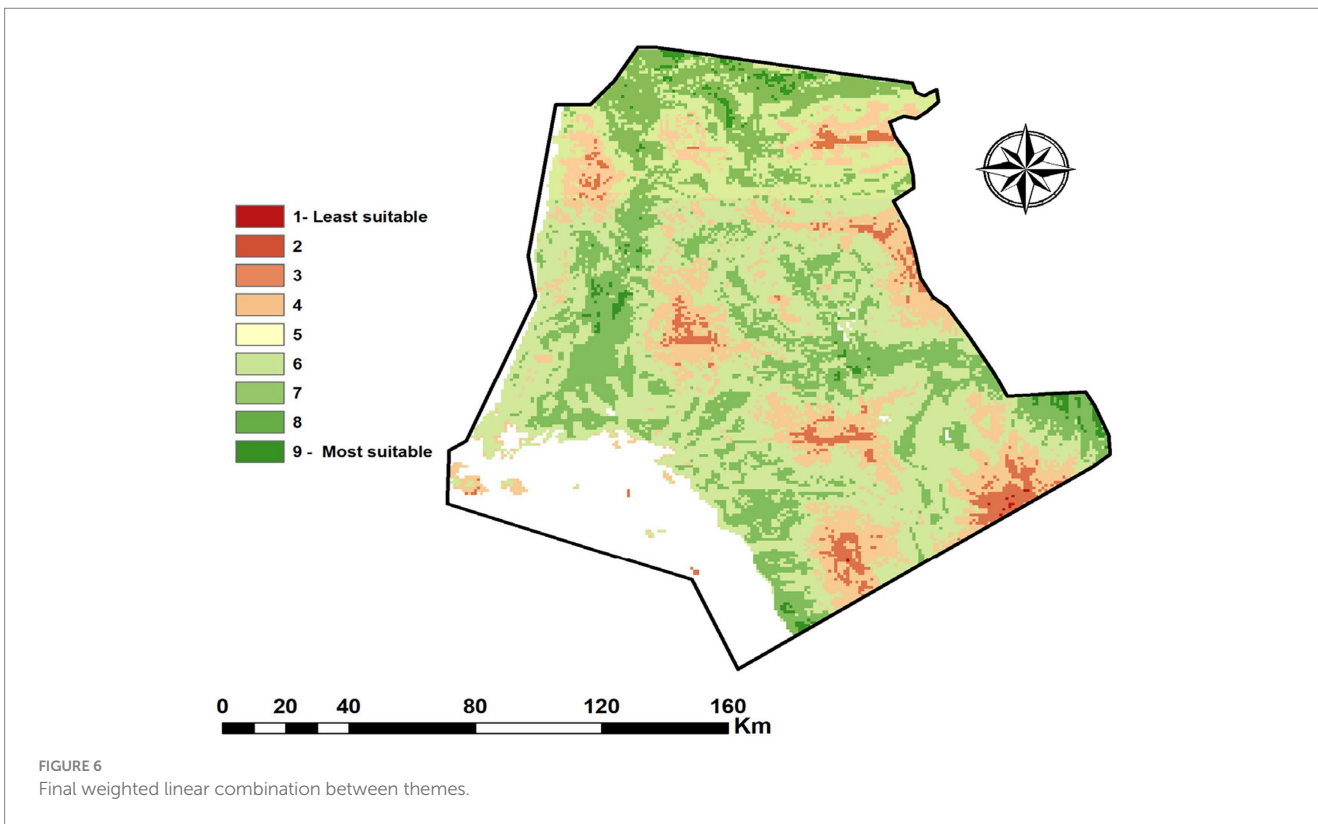 1- Least suitable
2
3
4
5
6
7
8
9 - Most suitable
0 20 40 80 120 160
Km
FIGURE 6
Final weighted linear combination between themes.